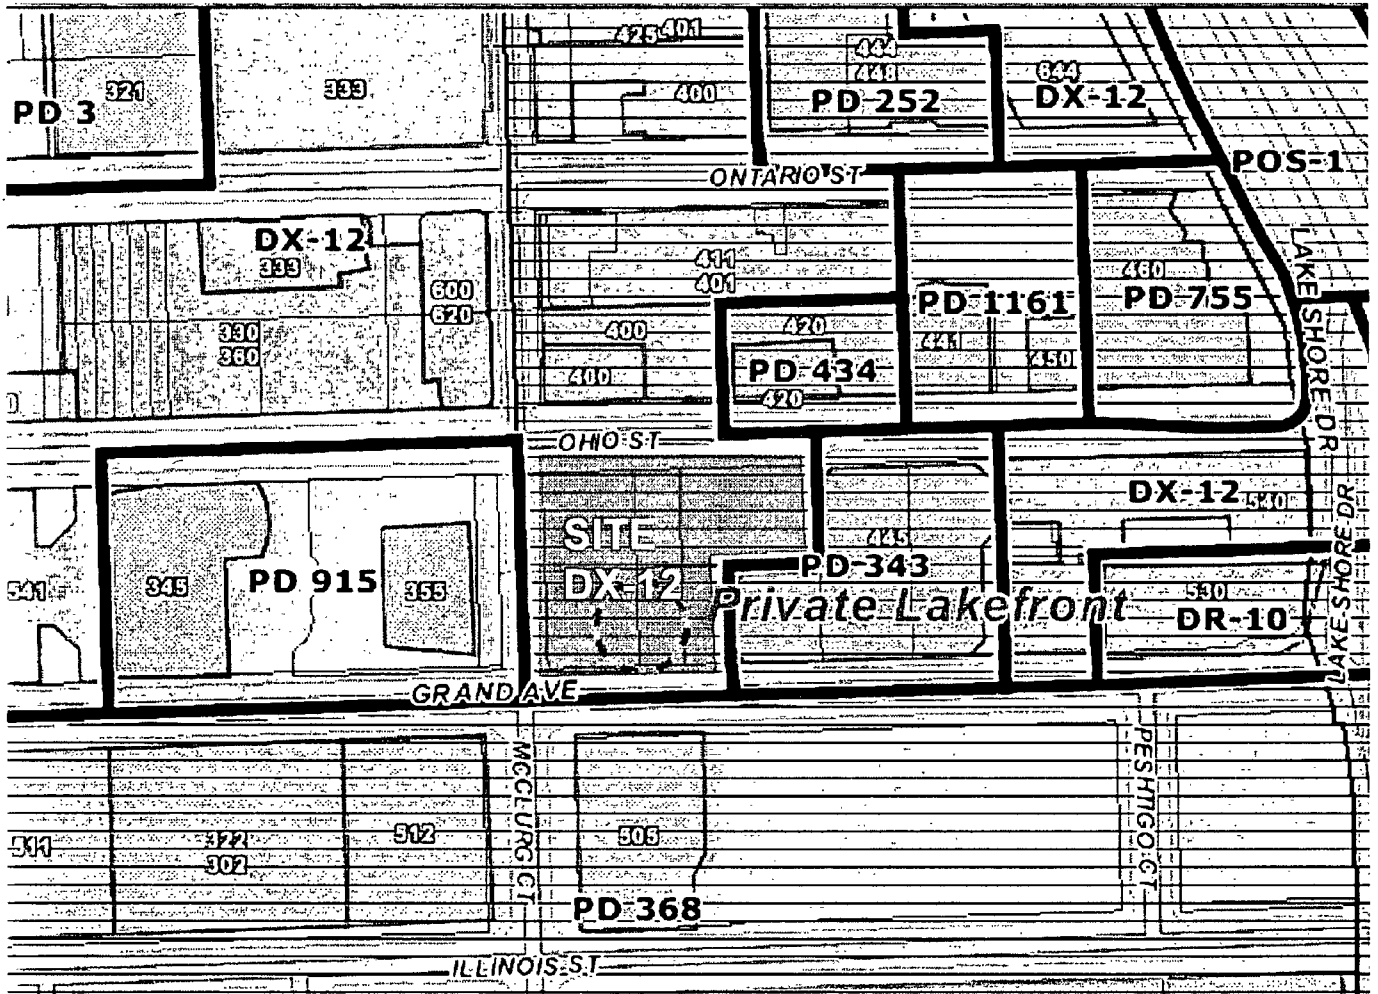 425 401
444
321
333
448
644
PD 3
400
PD 252
DX-12
ONTARIO ST
POS-1
DX-12
333
411
401
460
600
620
PD 1161
PD 755
LAKE SHORE DR
330
360
400
420
441
450
400
PD 434
420
OHIO ST
DX-12
540
SITE
DX-12
445
PD 343
541
345
PD 915
355
Private Lakefront
530
DR-10
LAKE SHORE DR
GRAND AVE
MCCLURG CT
PESHTIGO CT
511
322
302
512
505
PD 368
ILLINOIS ST